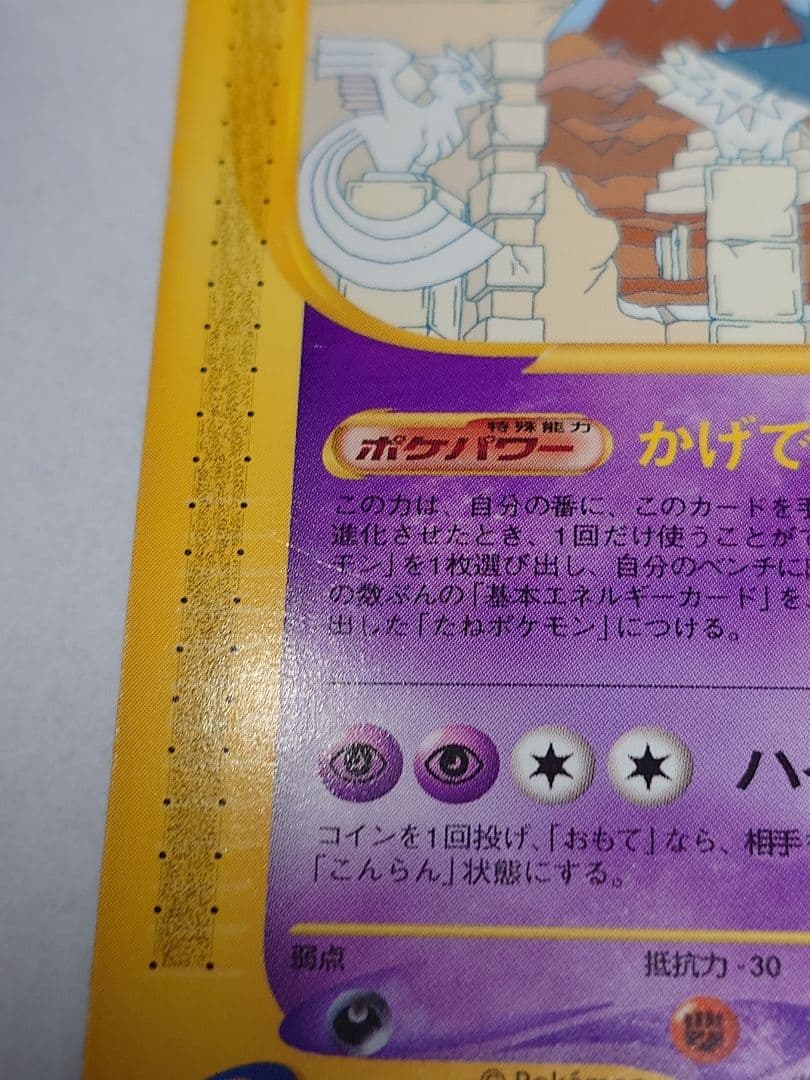 特殊能力
ポケパワー かげで
この力は、自分の番に、このカードを手
進化させたとき、1回だけ使うことがで
モン」を1枚選び出し、自分のベンチに
の数ぶんの「基本エネルギーカード」を
出した「たねポケモン」につける。
ハイ
コインを1回投げ、「おもて」なら、相手
「こんらん」状態にする。
弱点 抵抗力 -30
© Pokémon